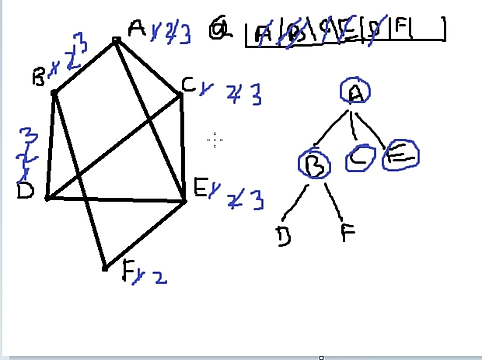 A 1 2 3
Q A B C E D F
B 1 2 3
C 1 2 3
A
3
2
1
D
B C E
E 1 2 3
D F
F 1 2